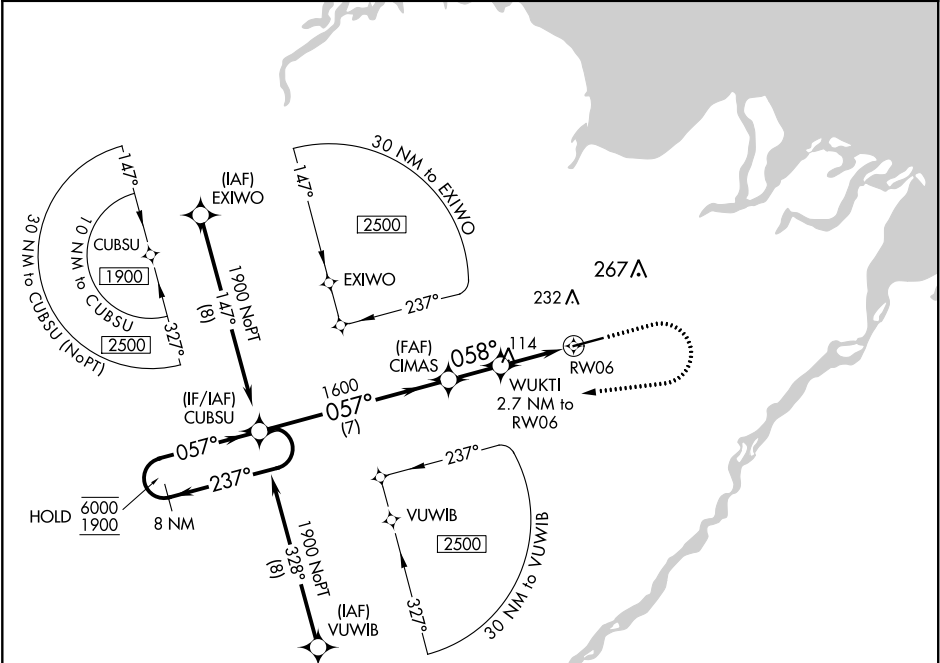 30 NM to CUBSU (NoPT)
147°
10 NM to CUBSU
CUBSU
1900
2500
327°
(IAF)
EXIWO
1900 NoPT
147°
(8)
30 NM to EXIWO
147°
2500
EXIWO
237°
267
232
114
RW06
(FAF)
CIMAS
058°
WUKTI
2.7 NM to
RW06
(IF/IAF)
CUBSU
1600
057°
(7)
057°
237°
HOLD
6000
1900
8 NM
1900 NoPT
328°
(8)
(IAF)
VUWIB
237°
VUWIB
2500
327°
30 NM to VUWIB